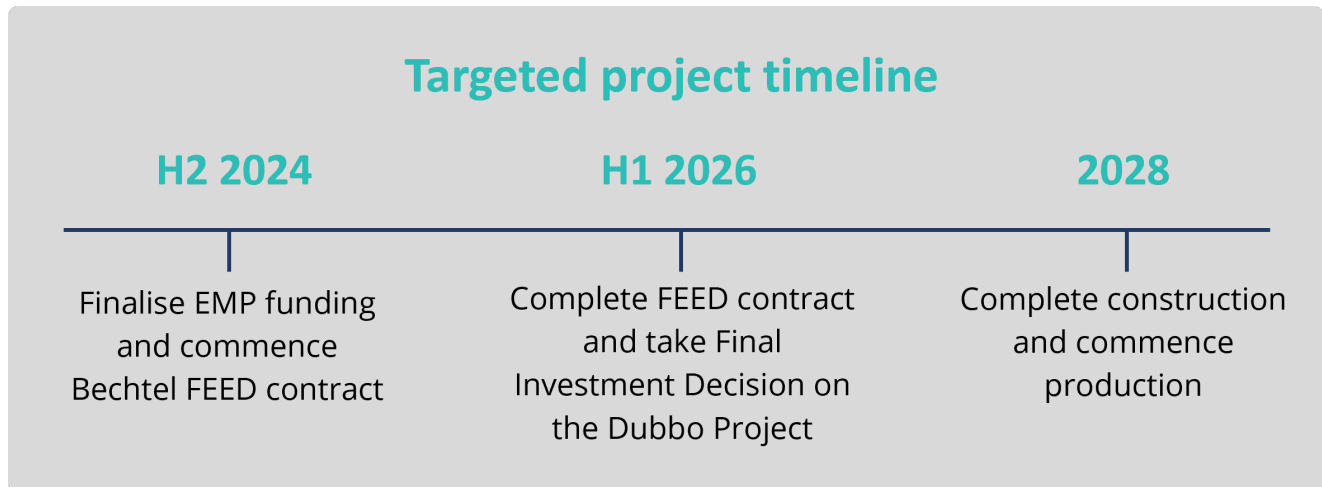 Targeted project timeline
H2 2024
H1 2026
2028
Finalise EMP funding
and commence
Bechtel FEED contract
Complete FEED contract
and take Final
Investment Decision on
the Dubbo Project
Complete construction
and commence
production